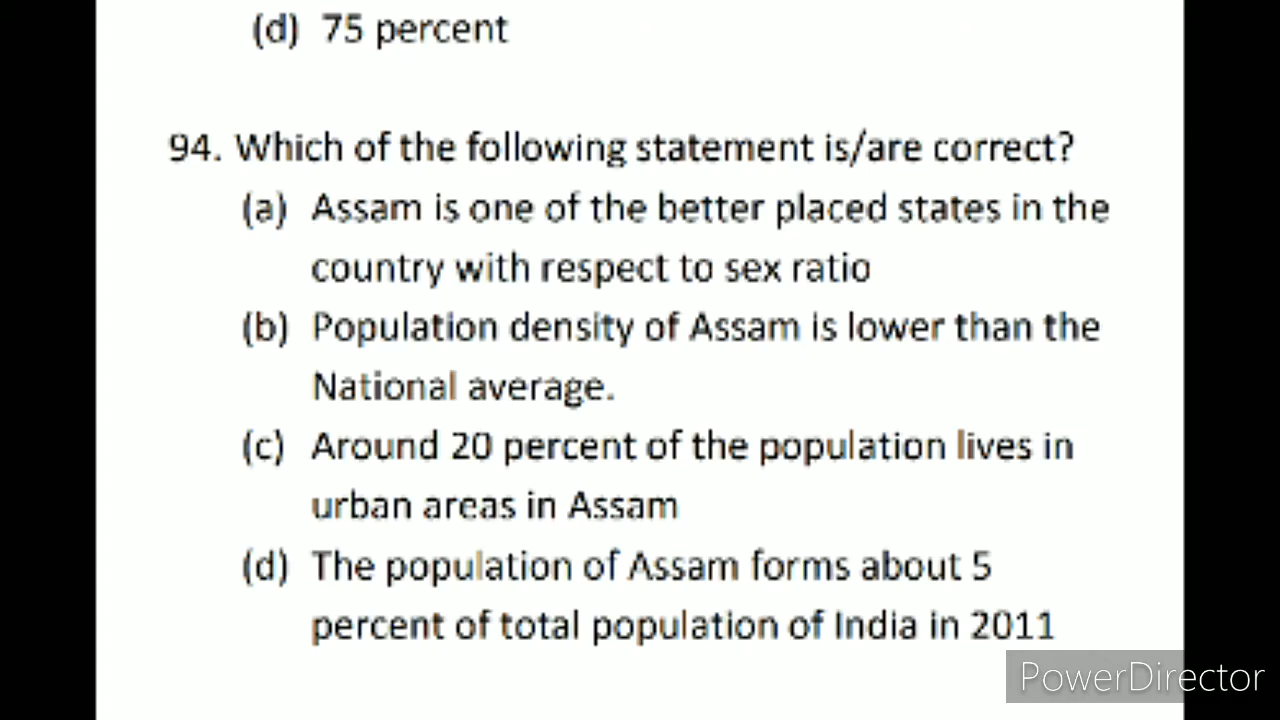 (d) 75 percent
94. Which of the following statement is/are correct?
(a) Assam is one of the better placed states in the
country with respect to sex ratio
(b) Population density of Assam is lower than the
National average.
(c) Around 20 percent of the population lives in
urban areas in Assam
(d) The population of Assam forms about 5
percent of total population of India in 2011
PowerDirector